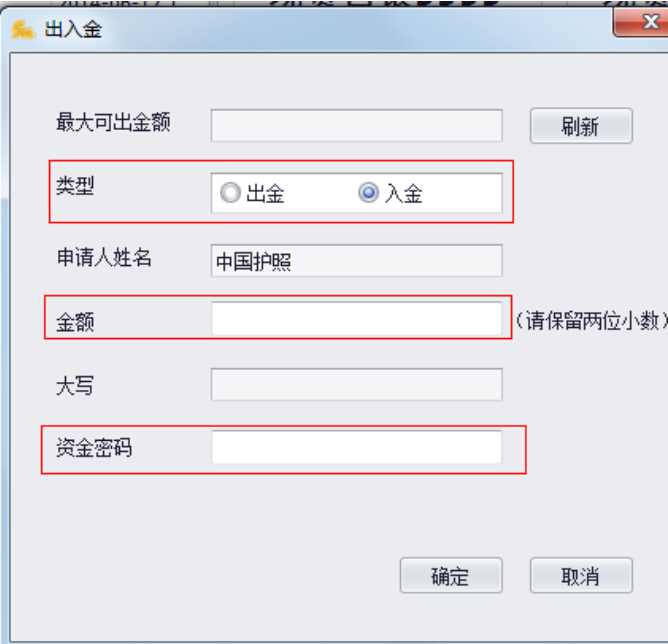 出入金
最大可出金额 刷新
类型 出金 入金
申请人姓名 中国护照
金额 (请保留两位小数)
大写
资金密码
确定 取消